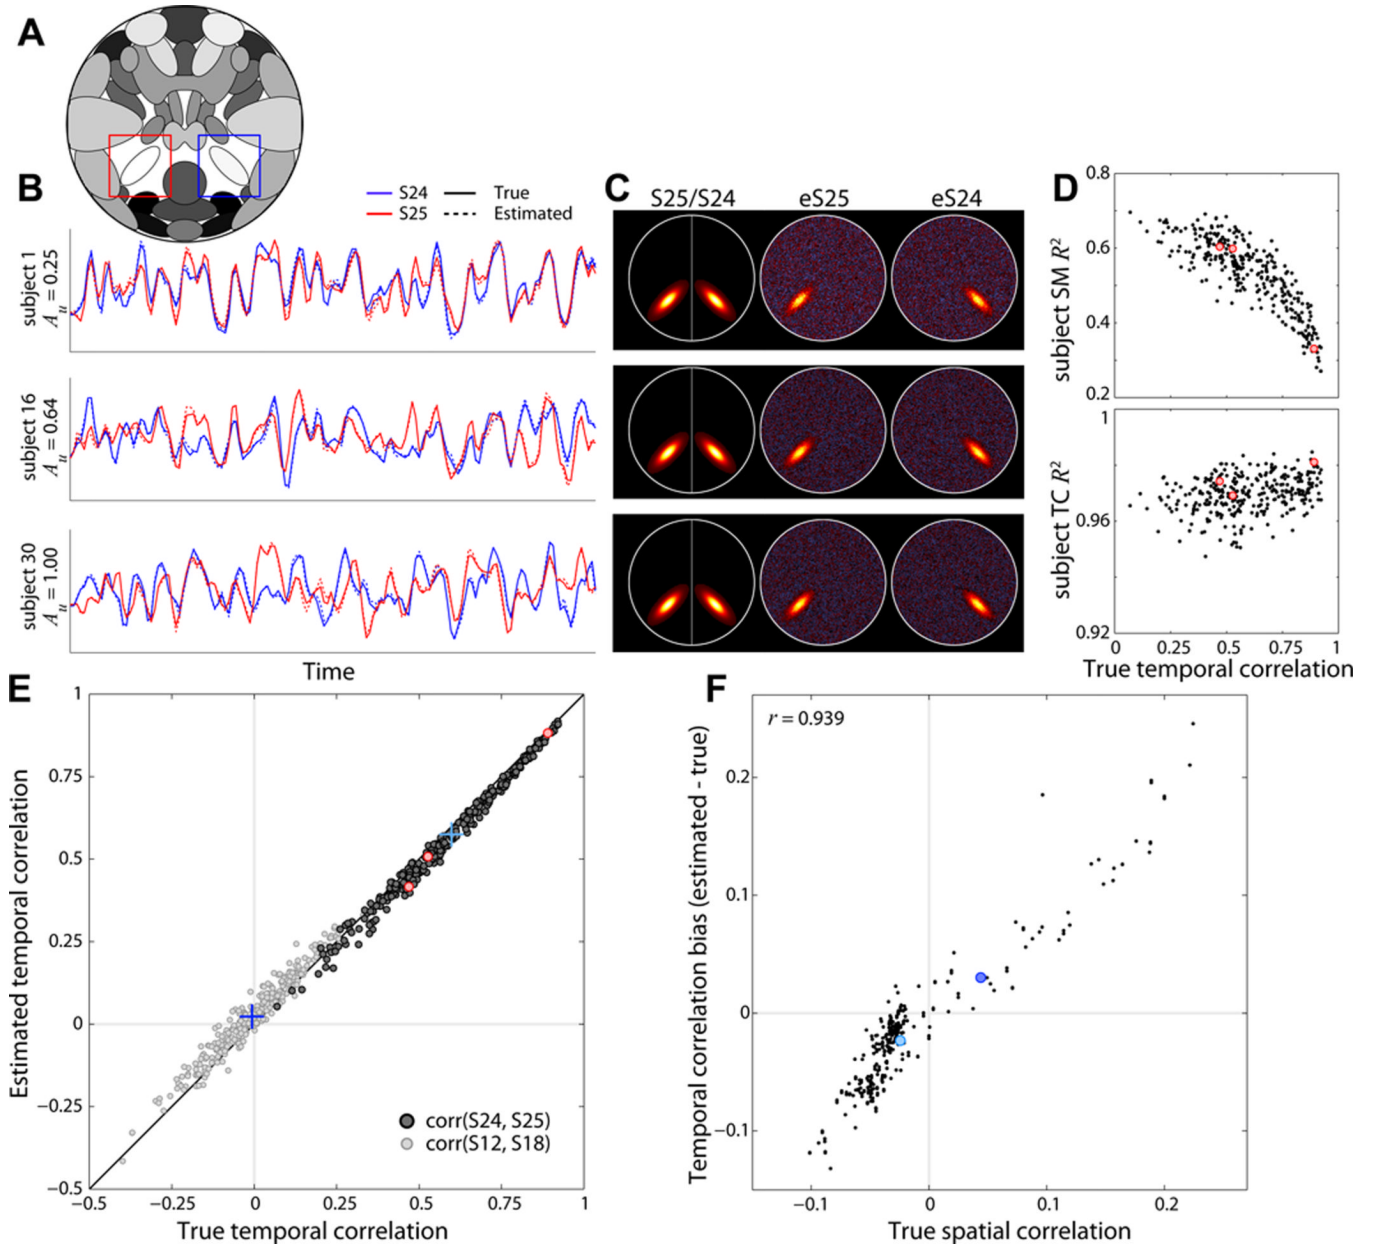 A
B
S24
S25
True
Estimated
subject 1
A_u = 0.25
subject 16
A_u = 0.64
subject 30
A_u = 1.00
Time
C
S25/S24
eS25
eS24
D
subject SM R²
0.8
0.6
0.4
0.2
subject TC R²
1
0.96
0.92
0
0.25
0.5
0.75
1
True temporal correlation
E
Estimated temporal correlation
1
0.75
0.5
0.25
0
−0.25
−0.5
corr(S24, S25)
corr(S12, S18)
−0.5
−0.25
0
0.25
0.5
0.75
1
True temporal correlation
F
r = 0.939
Temporal correlation bias (estimated - true)
0.2
0.1
0
−0.1
−0.1
0
0.1
0.2
True spatial correlation